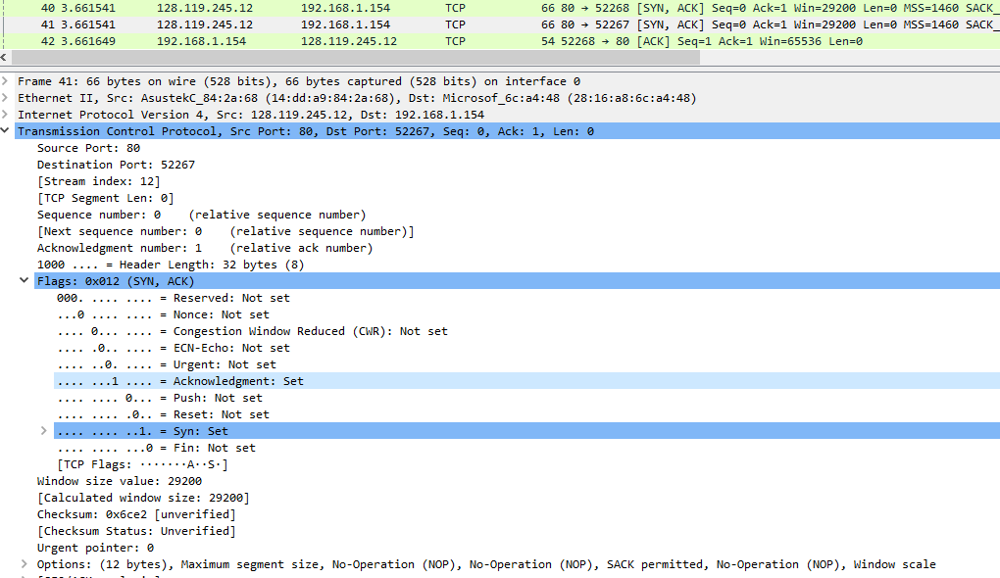 40 3.661541 128.119.245.12 192.168.1.154 TCP 66 80 → 52268 [SYN, ACK] Seq=0 Ack=1 Win=29200 Len=0 MSS=1460 SACK_
41 3.661541 128.119.245.12 192.168.1.154 TCP 66 80 → 52267 [SYN, ACK] Seq=0 Ack=1 Win=29200 Len=0 MSS=1460 SACK_
42 3.661649 192.168.1.154 128.119.245.12 TCP 54 52268 → 80 [ACK] Seq=1 Ack=1 Win=65536 Len=0
Frame 41: 66 bytes on wire (528 bits), 66 bytes captured (528 bits) on interface 0
Ethernet II, Src: AsustekC_84:2a:68 (14:dd:a9:84:2a:68), Dst: Microsof_6c:a4:48 (28:16:a8:6c:a4:48)
Internet Protocol Version 4, Src: 128.119.245.12, Dst: 192.168.1.154
Transmission Control Protocol, Src Port: 80, Dst Port: 52267, Seq: 0, Ack: 1, Len: 0
Source Port: 80
Destination Port: 52267
[Stream index: 12]
[TCP Segment Len: 0]
Sequence number: 0 (relative sequence number)
[Next sequence number: 0 (relative sequence number)]
Acknowledgment number: 1 (relative ack number)
1000 .... = Header Length: 32 bytes (8)
Flags: 0x012 (SYN, ACK)
000. .... .... = Reserved: Not set
...0 .... .... = Nonce: Not set
.... 0... .... = Congestion Window Reduced (CWR): Not set
.... .0.. .... = ECN-Echo: Not set
.... ..0. .... = Urgent: Not set
.... ...1 .... = Acknowledgment: Set
.... .... 0... = Push: Not set
.... .... .0.. = Reset: Not set
.... .... ..1. = Syn: Set
.... .... ...0 = Fin: Not set
[TCP Flags: ·······A··S·]
Window size value: 29200
[Calculated window size: 29200]
Checksum: 0x6ce2 [unverified]
[Checksum Status: Unverified]
Urgent pointer: 0
Options: (12 bytes), Maximum segment size, No-Operation (NOP), No-Operation (NOP), SACK permitted, No-Operation (NOP), Window scale